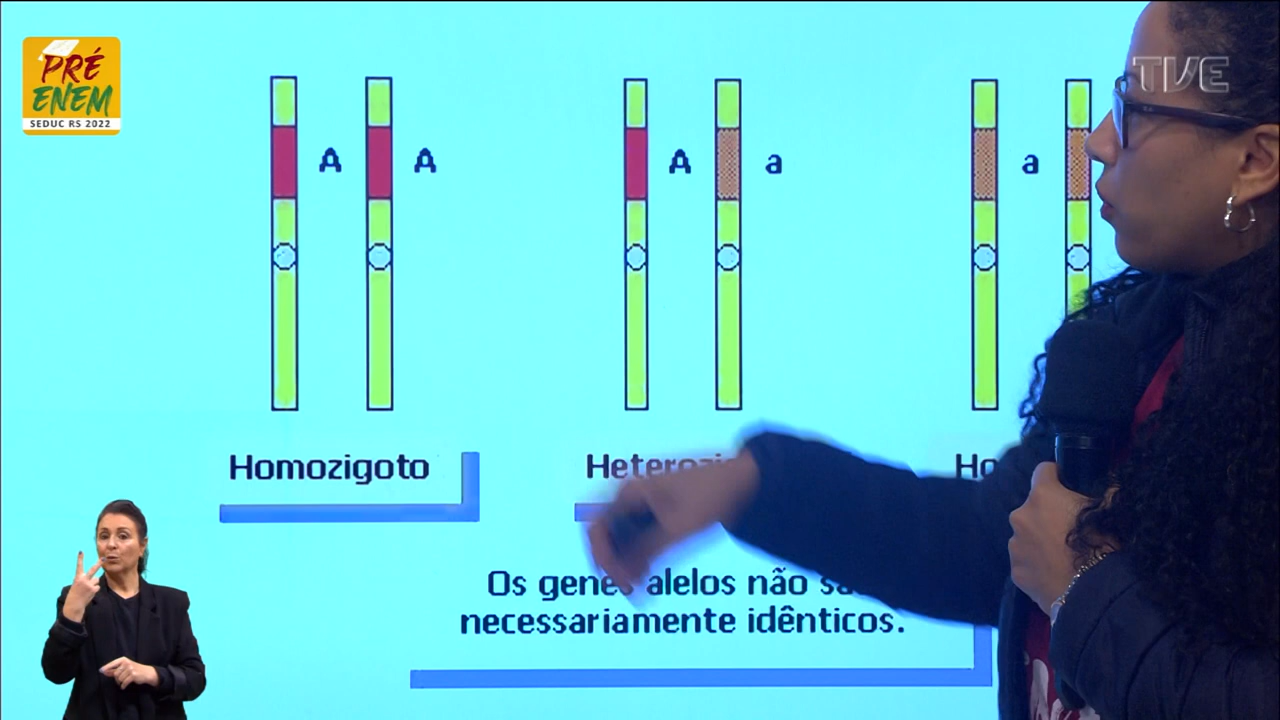 PRÉ
ENEM
SEDUC RS 2022
TVE
A A A a a
Homozigoto
Os genes alelos não
necessariamente idênticos.